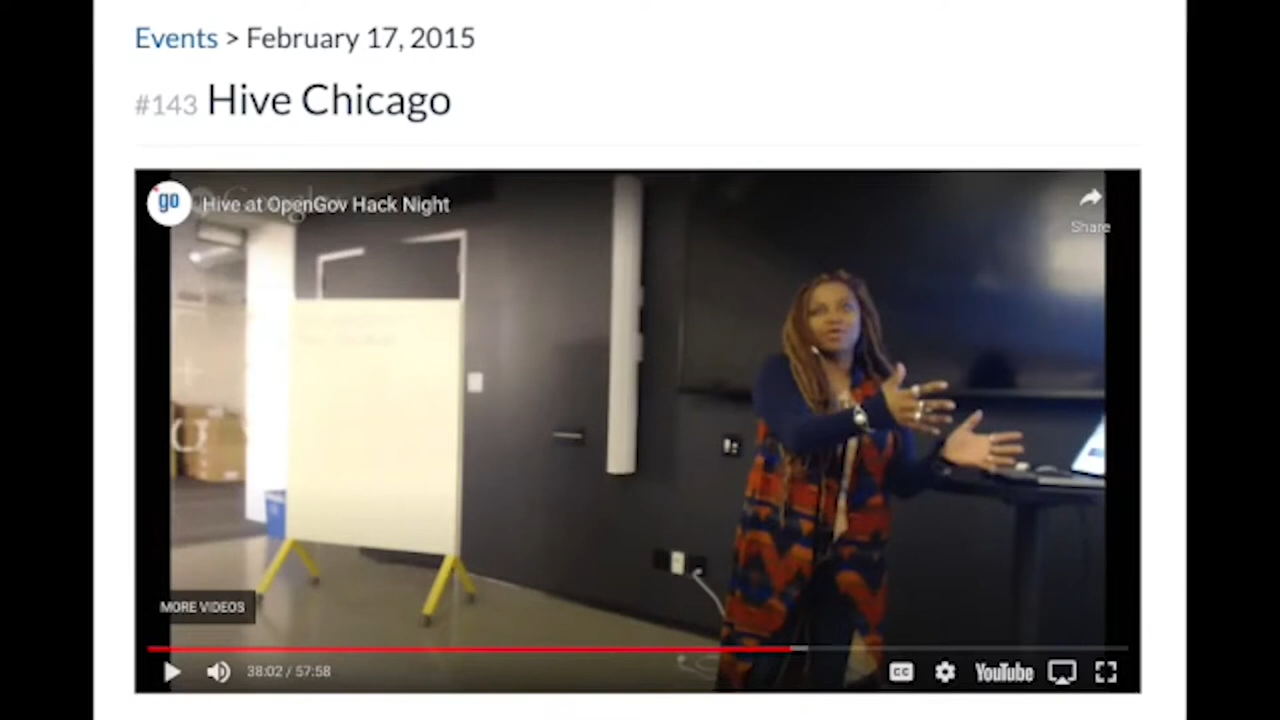 Events > February 17, 2015
#143 Hive Chicago
go
Hive at OpenGov Hack Night
Share
MORE VIDEOS
38:02 / 57:58
CC
YouTube